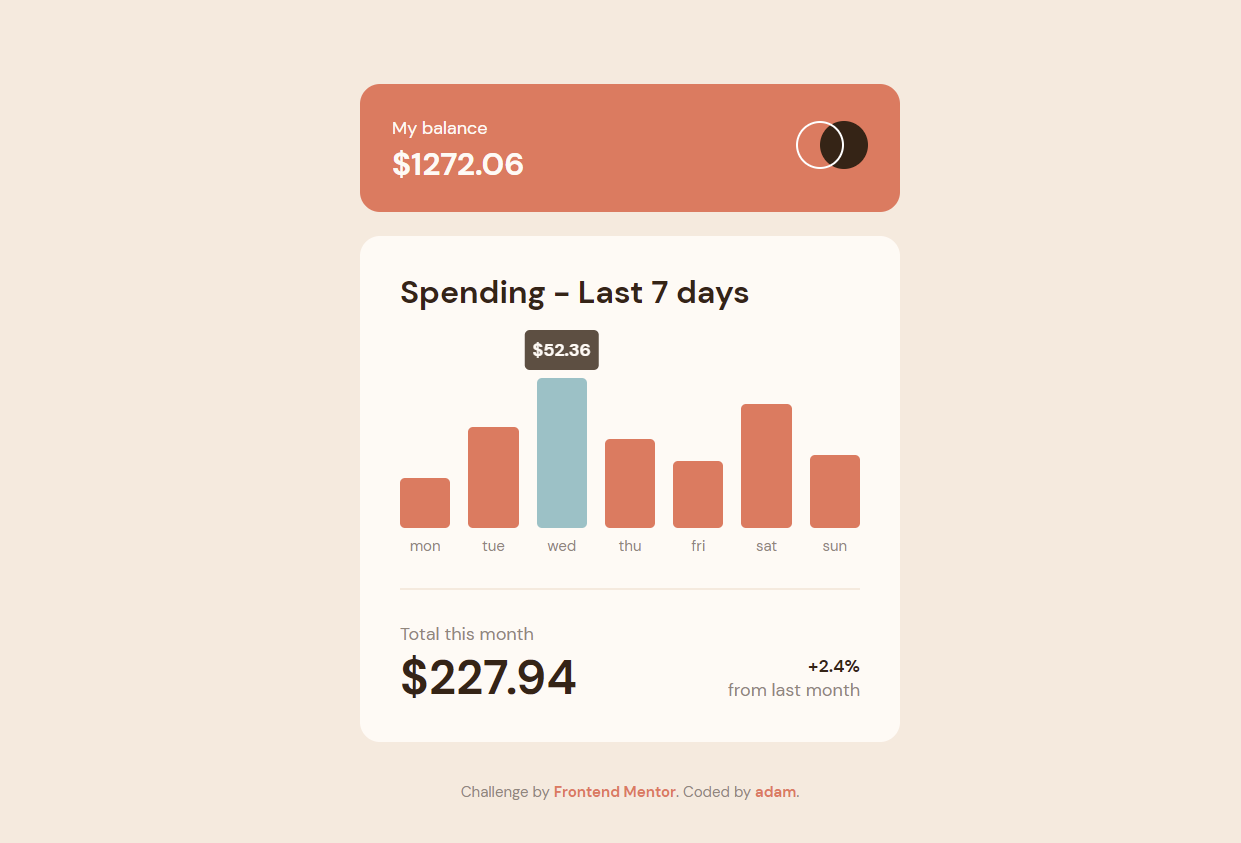 My balance
$1272.06
Spending - Last 7 days
$52.36
mon tue wed thu fri sat sun
Total this month
$227.94
+2.4%
from last month
Challenge by Frontend Mentor. Coded by adam.